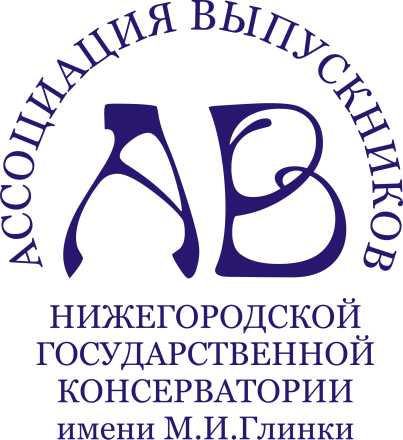 АССОЦИАЦИЯ ВЫПУСКНИКОВ
АВ
НИЖЕГОРОДСКОЙ
ГОСУДАРСТВЕННОЙ
КОНСЕРВАТОРИИ
имени М.И.Глинки